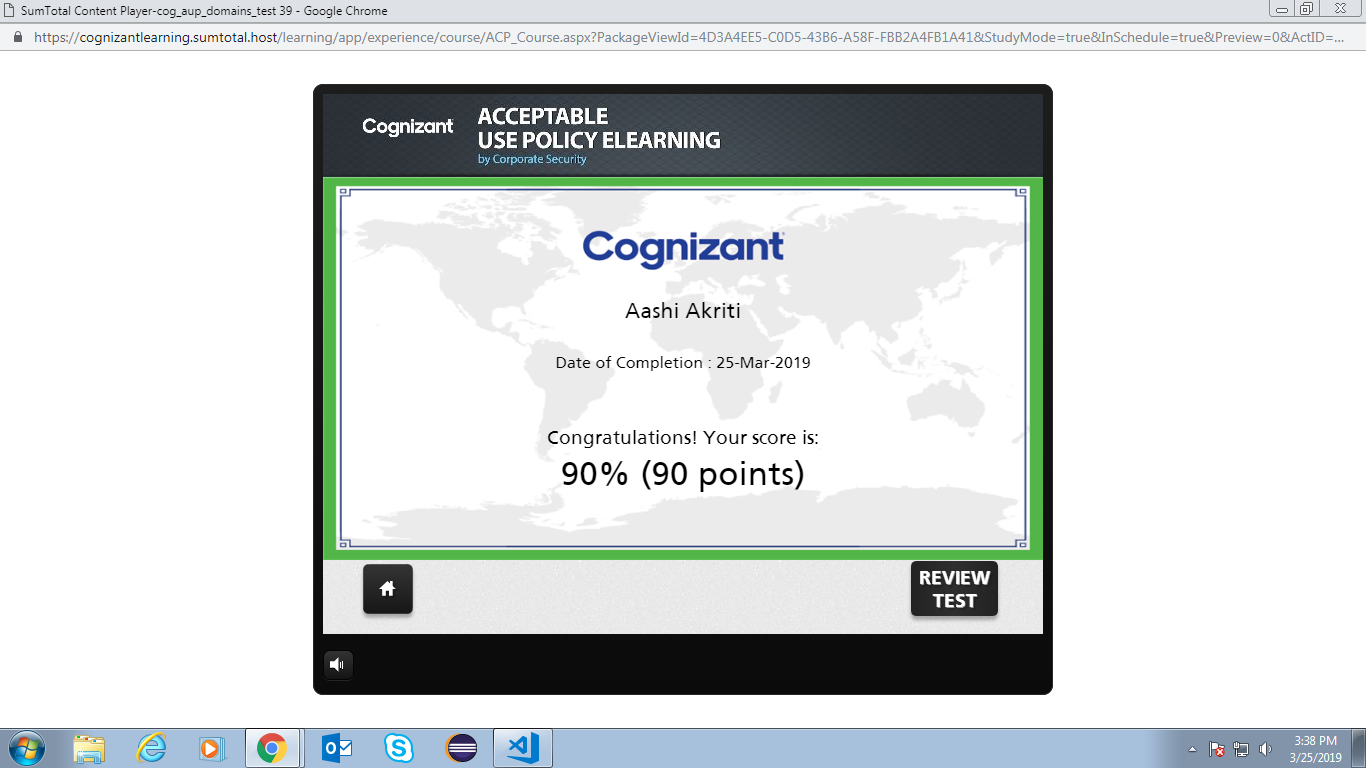 SumTotal Content Player-cog_aup_domains_test 39 - Google Chrome
https://cognizantlearning.sumtotal.host/learning/app/experience/course/ACP_Course.aspx?PackageViewId=4D3A4EE5-C0D5-43B6-A58F-FBB2A4FB1A41&StudyMode=true&InSchedule=true&Preview=0&ActID=...
Cognizant
ACCEPTABLE
USE POLICY ELEARNING
by Corporate Security
Cognizant
Aashi Akriti
Date of Completion : 25-Mar-2019
Congratulations! Your score is:
90% (90 points)
REVIEW
TEST
3:38 PM
3/25/2019